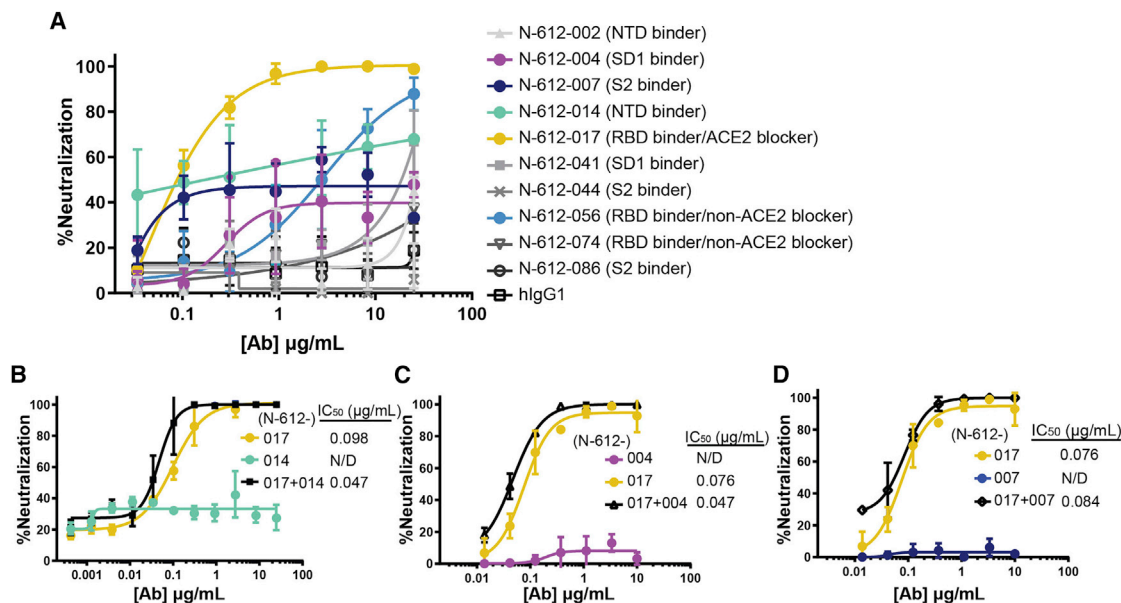 A
%Neutralization
100
80
60
40
20
0
0.1
1
10
100
[Ab] µg/mL
N-612-002 (NTD binder)
N-612-004 (SD1 binder)
N-612-007 (S2 binder)
N-612-014 (NTD binder)
N-612-017 (RBD binder/ACE2 blocker)
N-612-041 (SD1 binder)
N-612-044 (S2 binder)
N-612-056 (RBD binder/non-ACE2 blocker)
N-612-074 (RBD binder/non-ACE2 blocker)
N-612-086 (S2 binder)
hIgG1
B
%Neutralization
100
80
60
40
20
0
0.001
0.01
0.1
1
10
100
[Ab] µg/mL
(N-612-) IC50 (µg/mL)
017 0.098
014 N/D
017+014 0.047
C
%Neutralization
100
80
60
40
20
0
0.01
0.1
1
10
100
[Ab] µg/mL
(N-612-) IC50 (µg/mL)
004 N/D
017 0.076
017+004 0.047
D
%Neutralization
100
80
60
40
20
0
0.01
0.1
1
10
100
[Ab] µg/mL
(N-612-) IC50 (µg/mL)
017 0.076
007 N/D
017+007 0.084